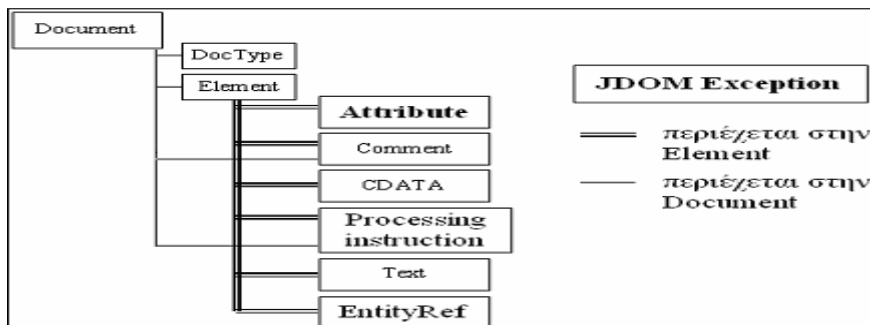 Document
DocType
Element
Attribute
Comment
CDATA
Processing
instruction
Text
EntityRef
JDOM Exception
περιέχεται στην
Element
περιέχεται στην
Document